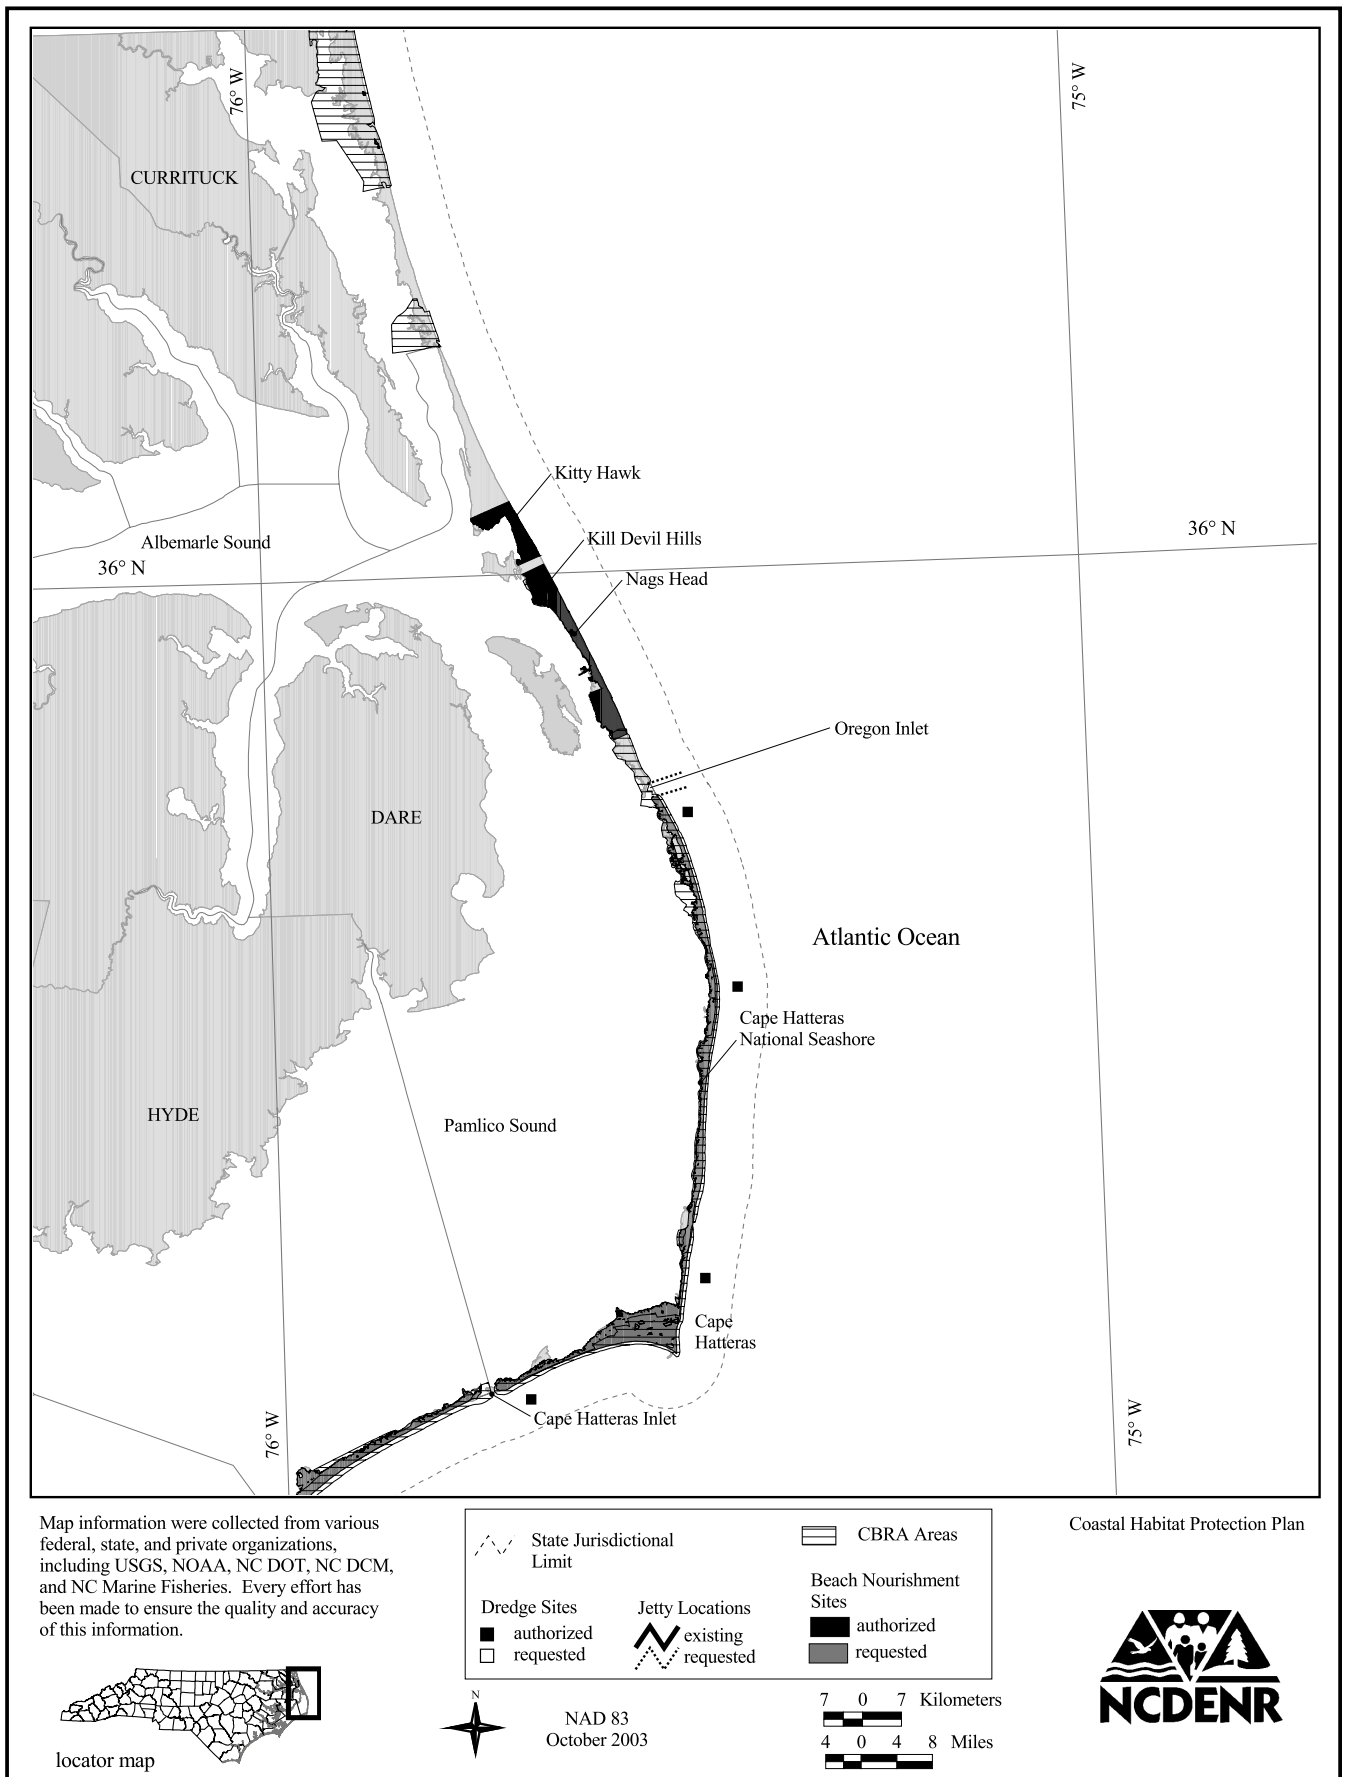 76° W
75° W
CURRITUCK
Kitty Hawk
36° N
Kill Devil Hills
Albemarle Sound
36° N
Nags Head
Oregon Inlet
DARE
Atlantic Ocean
Cape Hatteras
National Seashore
HYDE
Pamlico Sound
Cape
Hatteras
Cape Hatteras Inlet
76° W
75° W
Map information were collected from various
federal, state, and private organizations,
including USGS, NOAA, NC DOT, NC DCM,
and NC Marine Fisheries.  Every effort has
been made to ensure the quality and accuracy
of this information.
State Jurisdictional
Limit
CBRA Areas
Dredge Sites
authorized
requested
Jetty Locations
existing
requested
Beach Nourishment
Sites
authorized
requested
Coastal Habitat Protection Plan
NCDENR
locator map
N
NAD 83
October 2003
7 0 7 Kilometers
4 0 4 8 Miles